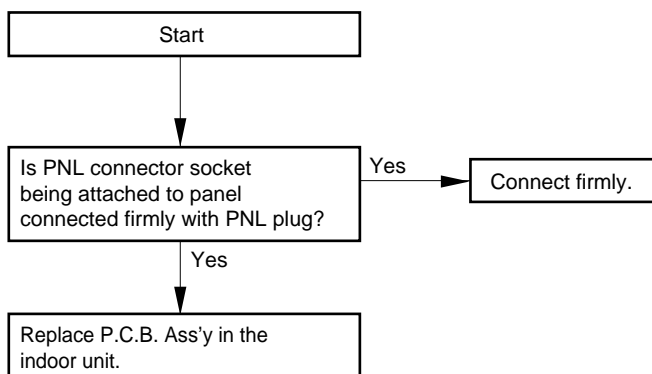 Start
Is PNL connector socket
being attached to panel
connected firmly with PNL plug?
Yes
Connect firmly.
Yes
Replace P.C.B. Ass'y in the
indoor unit.